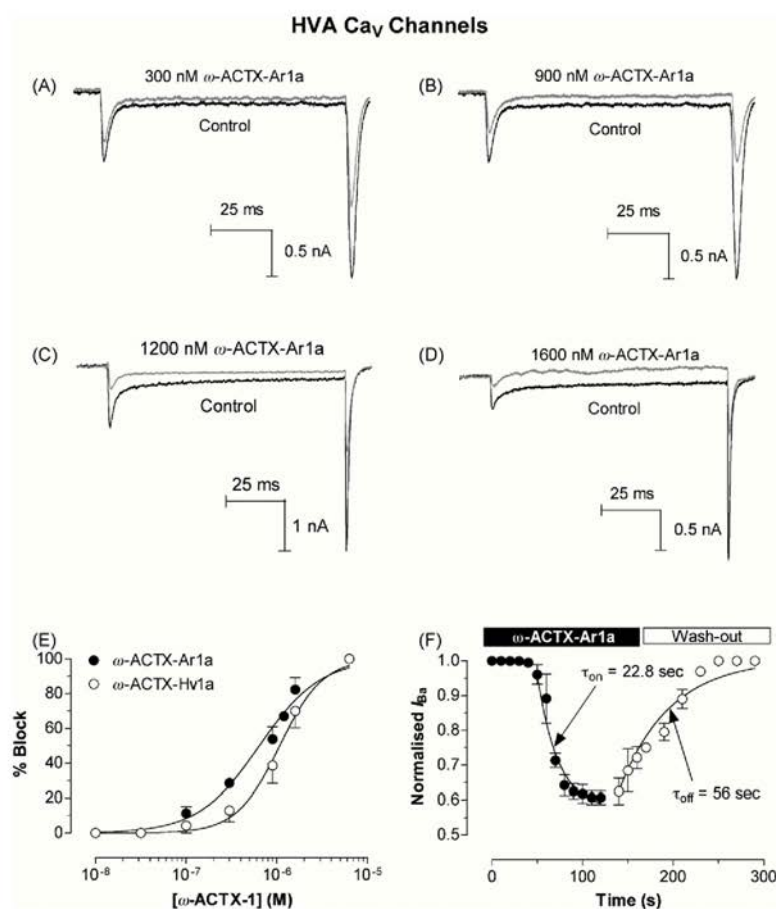 HVA CaV Channels
(A)
300 nM ω-ACTX-Ar1a
Control
25 ms
0.5 nA
(B)
900 nM ω-ACTX-Ar1a
Control
25 ms
0.5 nA
(C)
1200 nM ω-ACTX-Ar1a
Control
25 ms
1 nA
(D)
1600 nM ω-ACTX-Ar1a
Control
25 ms
0.5 nA
(E)
ω-ACTX-Ar1a
ω-ACTX-Hv1a
100
80
60
40
20
0
% Block
10-8
10-7
10-6
10-5
[ω-ACTX-1] (M)
(F)
ω-ACTX-Ar1a
Wash-out
τon = 22.8 sec
τoff = 56 sec
1.0
0.9
0.8
0.7
0.6
0.5
Normalised IBa
0
100
200
300
Time (s)